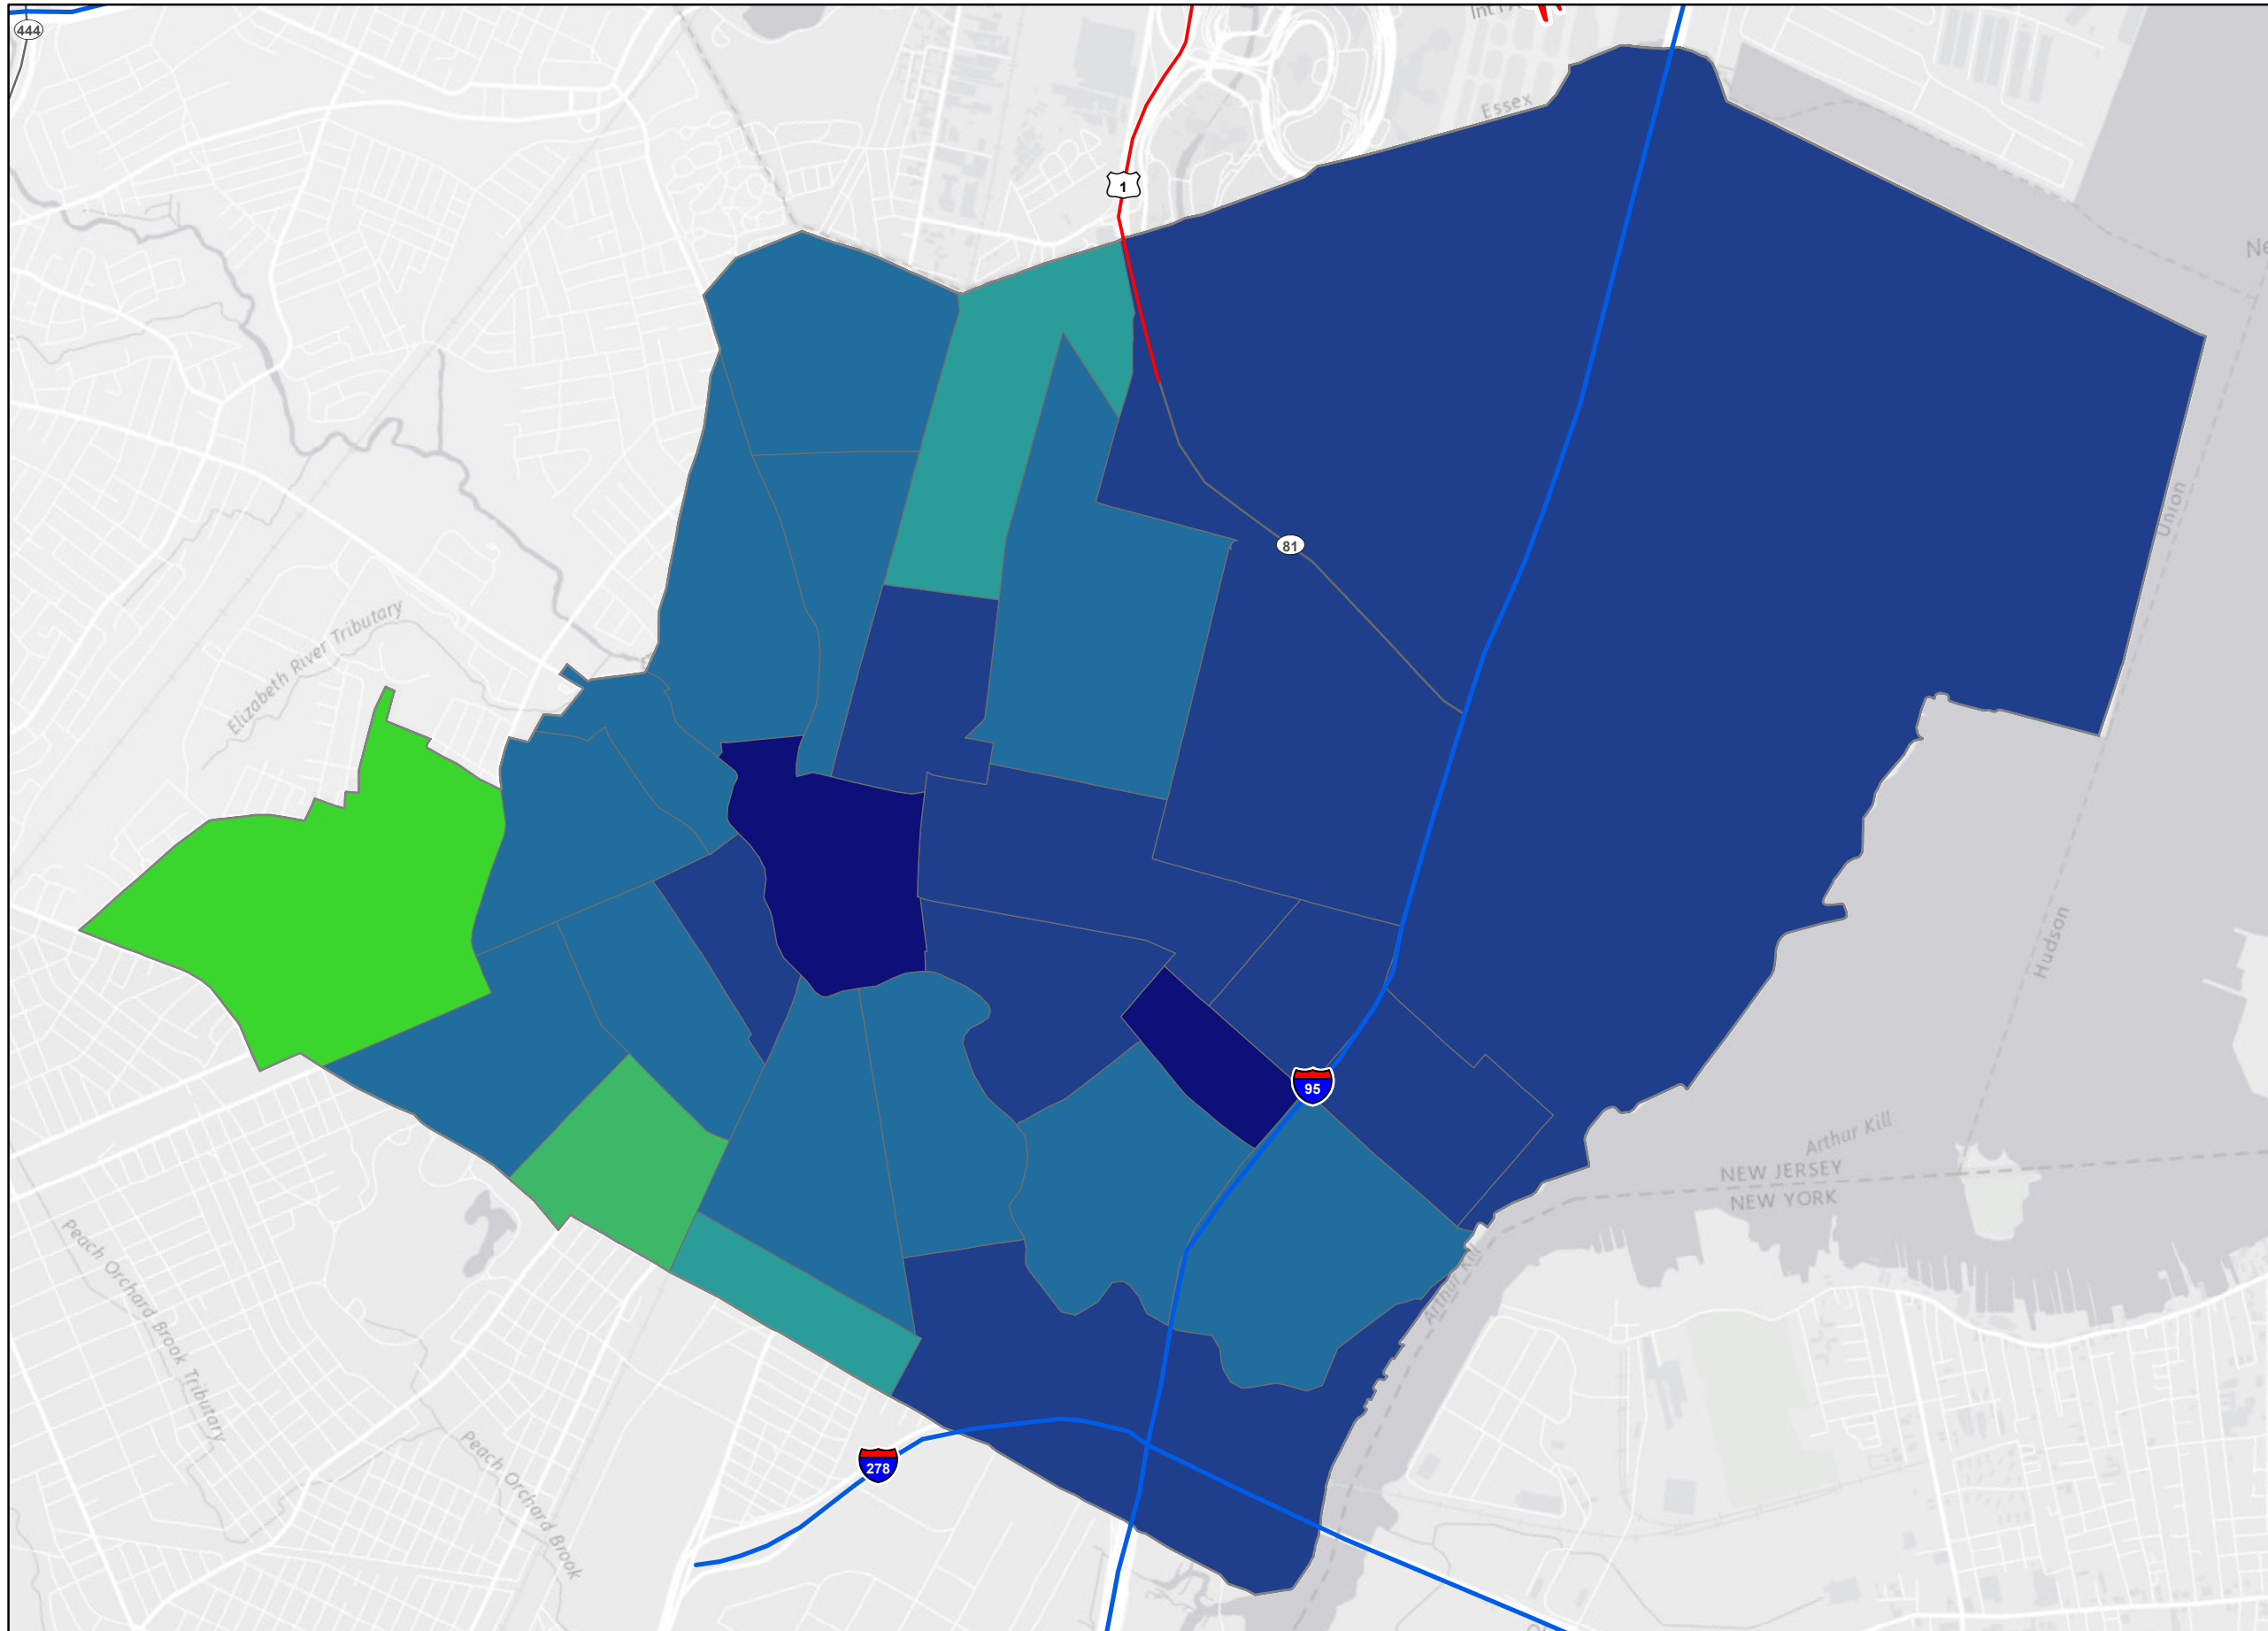 444
1
Essex
81
Union
Elizabeth River Tributary
Hudson
95
Arthur Kill
NEW JERSEY
NEW YORK
Arthur Kill
Peach Orchard Brook Tributary
Peach Orchard Brook
278